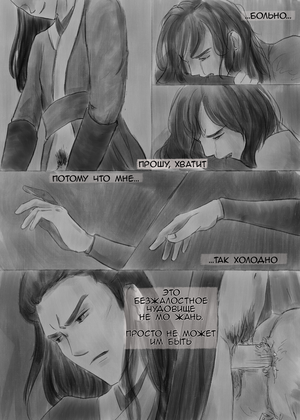 ...БОЛЬНО...
ПРОШУ, ХВАТИТ
ПОТОМУ ЧТО МНЕ...
...ТАК ХОЛОДНО
ЭТО
БЕЗЖАЛОСТНОЕ
ЧУДОВИЩЕ
НЕ МО ЖАНЬ.
ПРОСТО НЕ МОЖЕТ
ИМ БЫТЬ